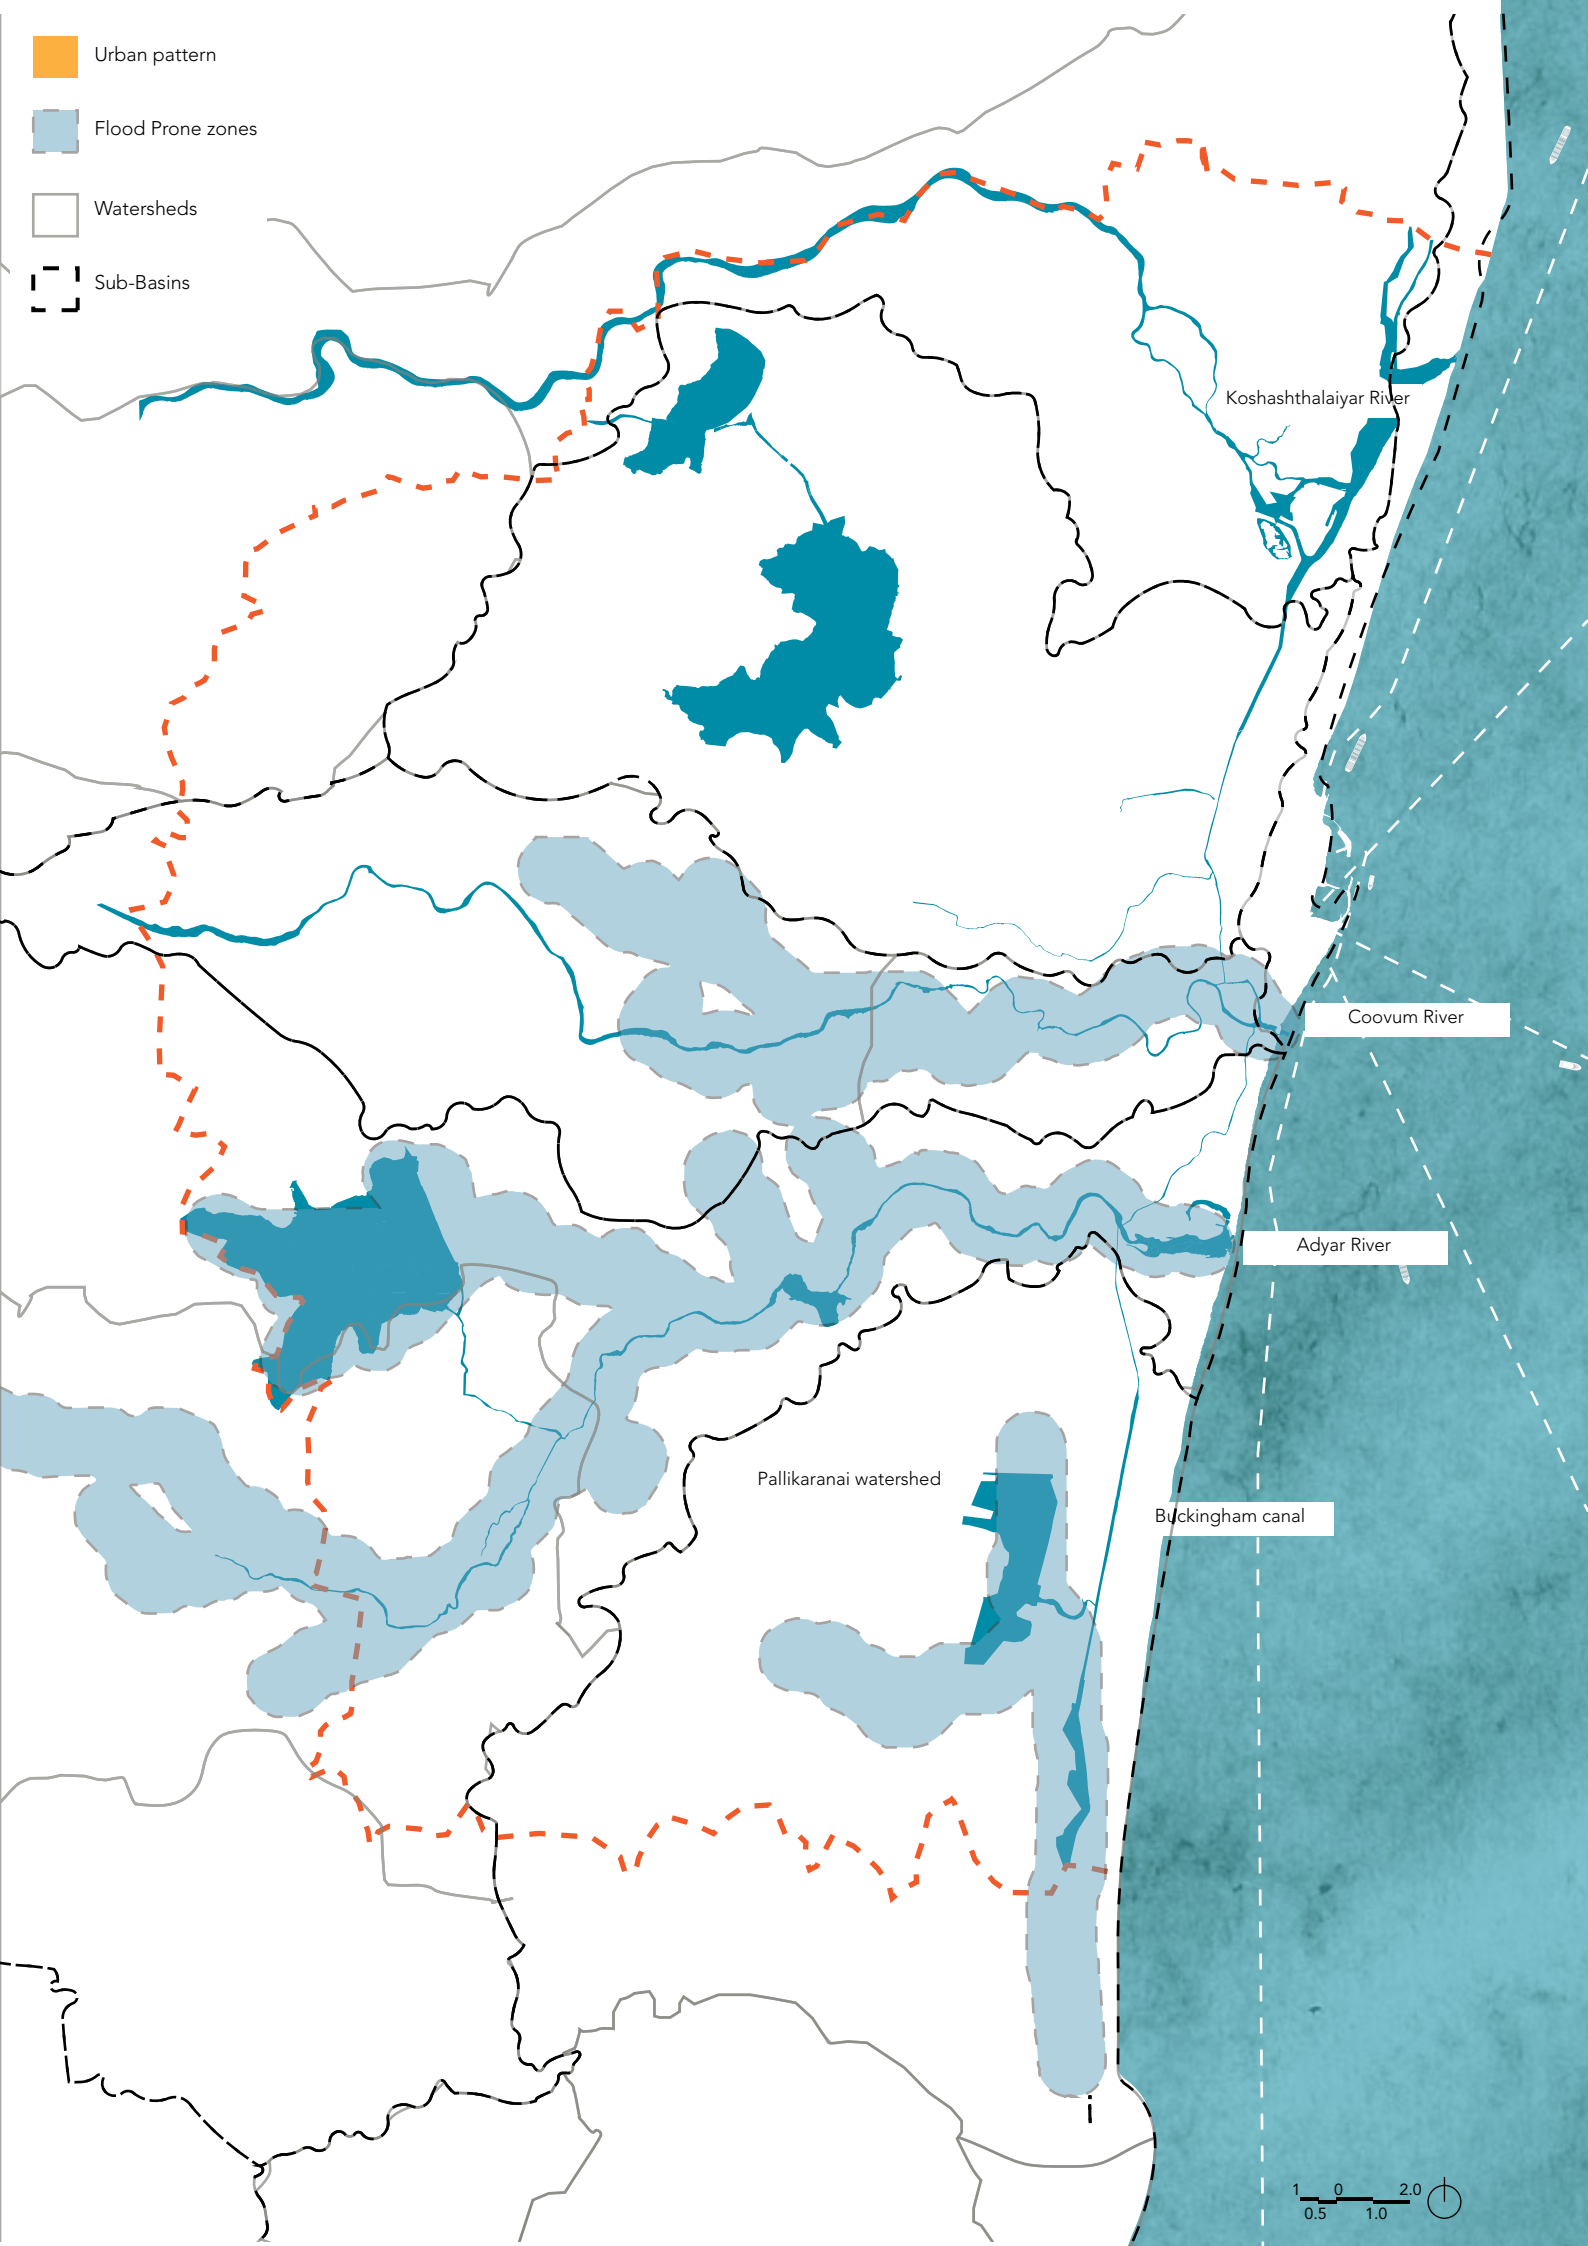 Urban pattern
Flood Prone zones
Watersheds
Sub-Basins
Koshashthalaiyar River
Coovum River
Adyar River
Pallikaranai watershed
Buckingham canal
1 0 2.0
0.5 1.0